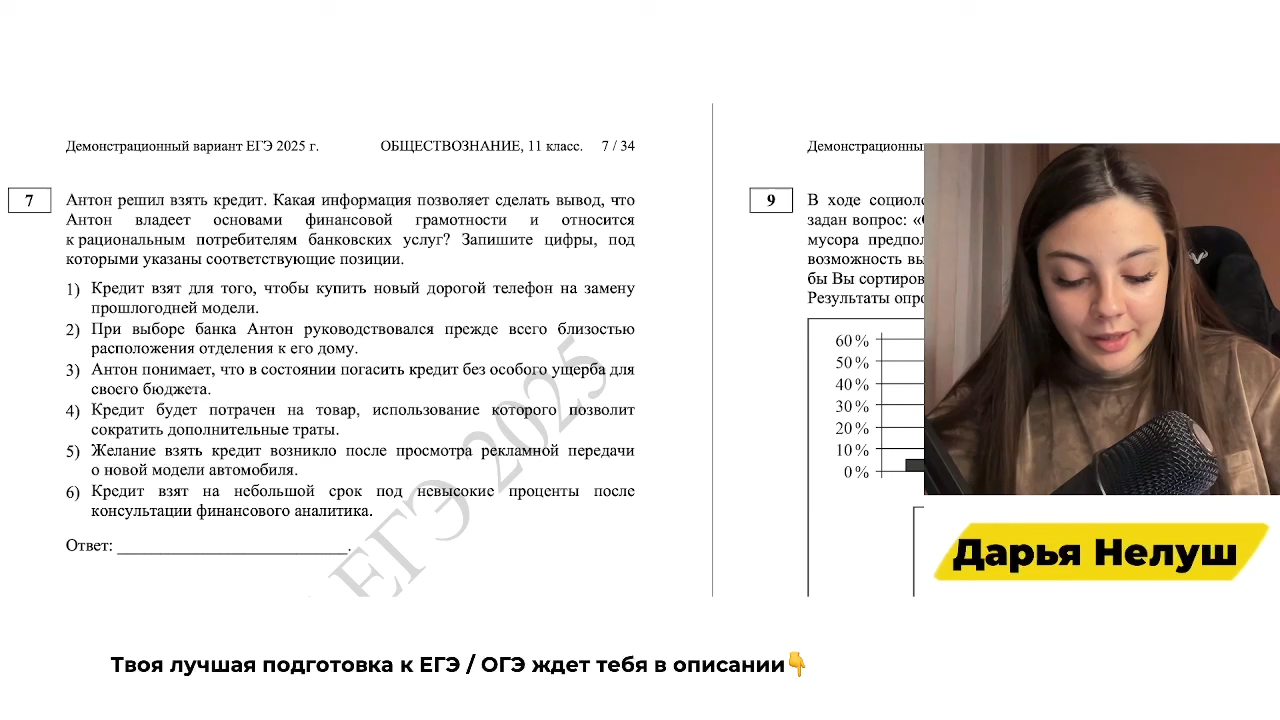 Демонстрационный вариант ЕГЭ 2025 г. ОБЩЕСТВОЗНАНИЕ, 11 класс. 7 / 34
7
Антон решил взять кредит. Какая информация позволяет сделать вывод, что
Антон владеет основами финансовой грамотности и относится
к рациональным потребителям банковских услуг? Запишите цифры, под
которыми указаны соответствующие позиции.
1) Кредит взят для того, чтобы купить новый дорогой телефон на замену
прошлогодней модели.
2) При выборе банка Антон руководствовался прежде всего близостью
расположения отделения к его дому.
3) Антон понимает, что в состоянии погасить кредит без особого ущерба для
своего бюджета.
4) Кредит будет потрачен на товар, использование которого позволит
сократить дополнительные траты.
5) Желание взять кредит возникло после просмотра рекламной передачи
о новой модели автомобиля.
6) Кредит взят на небольшой срок под невысокие проценты после
консультации финансового аналитика.
Ответ: .
ЕГЭ 2025
Демонстрационны
9
В ходе социоло
задан вопрос: «
мусора предпол
возможность вы
бы Вы сортиров
Результаты опро
60 %
50 %
40 %
30 %
20 %
10 %
0 %
Дарья Нелуш
Твоя лучшая подготовка к ЕГЭ / ОГЭ ждет тебя в описании👇